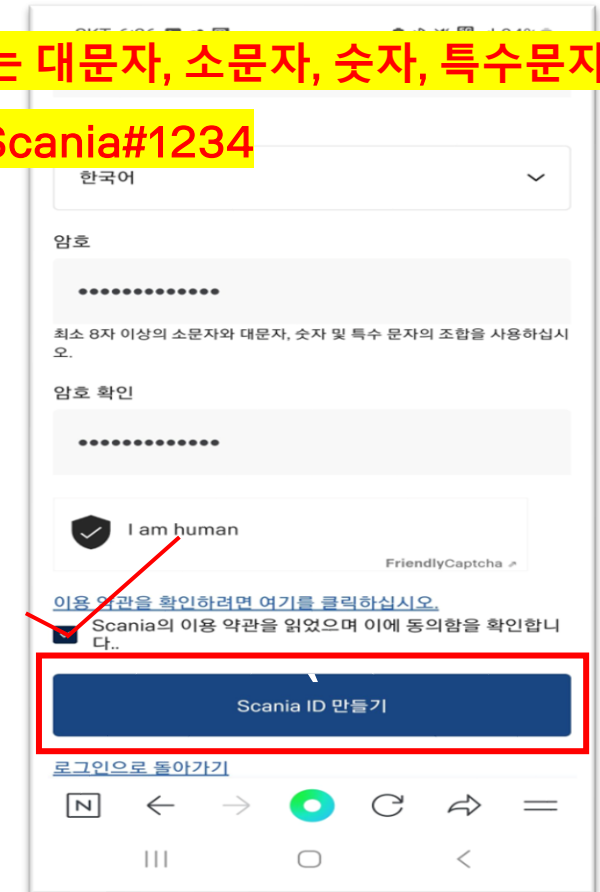 는 대문자, 소문자, 숫자, 특수문자
Scania#1234
한국어
암호
•••••••••••••
최소 8자 이상의 소문자와 대문자, 숫자 및 특수 문자의 조합을 사용하십시
오.
암호 확인
•••••••••••••
I am human
FriendlyCaptcha ↗
이용 약관을 확인하려면 여기를 클릭하십시오.
Scania의 이용 약관을 읽었으며 이에 동의함을 확인합니
다..
Scania ID 만들기
로그인으로 돌아가기
N